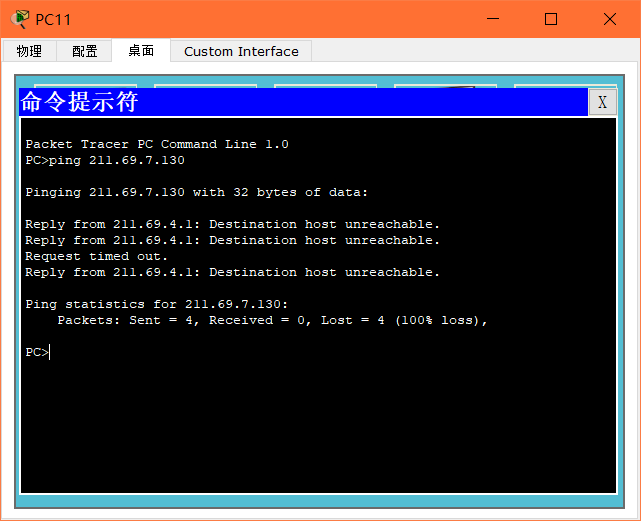 PC11
物理 配置 桌面 Custom Interface
命令提示符 X
Packet Tracer PC Command Line 1.0
PC>ping 211.69.7.130
Pinging 211.69.7.130 with 32 bytes of data:
Reply from 211.69.4.1: Destination host unreachable.
Reply from 211.69.4.1: Destination host unreachable.
Request timed out.
Reply from 211.69.4.1: Destination host unreachable.
Ping statistics for 211.69.7.130:
    Packets: Sent = 4, Received = 0, Lost = 4 (100% loss),
PC>